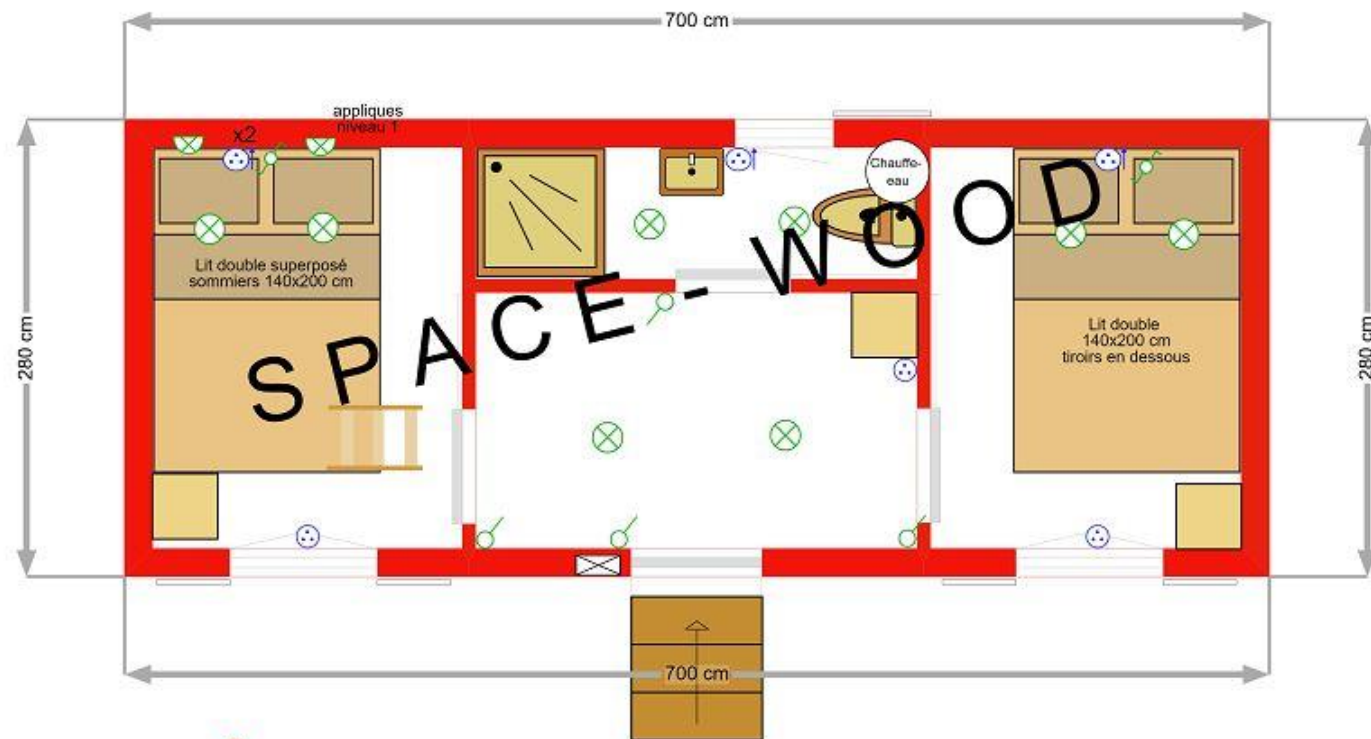 700 cm
appliques
niveau 1
x2
Chauffe-
eau
Lit double superposé
sommiers 140x200 cm
SPACE-WOOD
Lit double
140x200 cm
tiroirs en dessous
280 cm
280 cm
700 cm